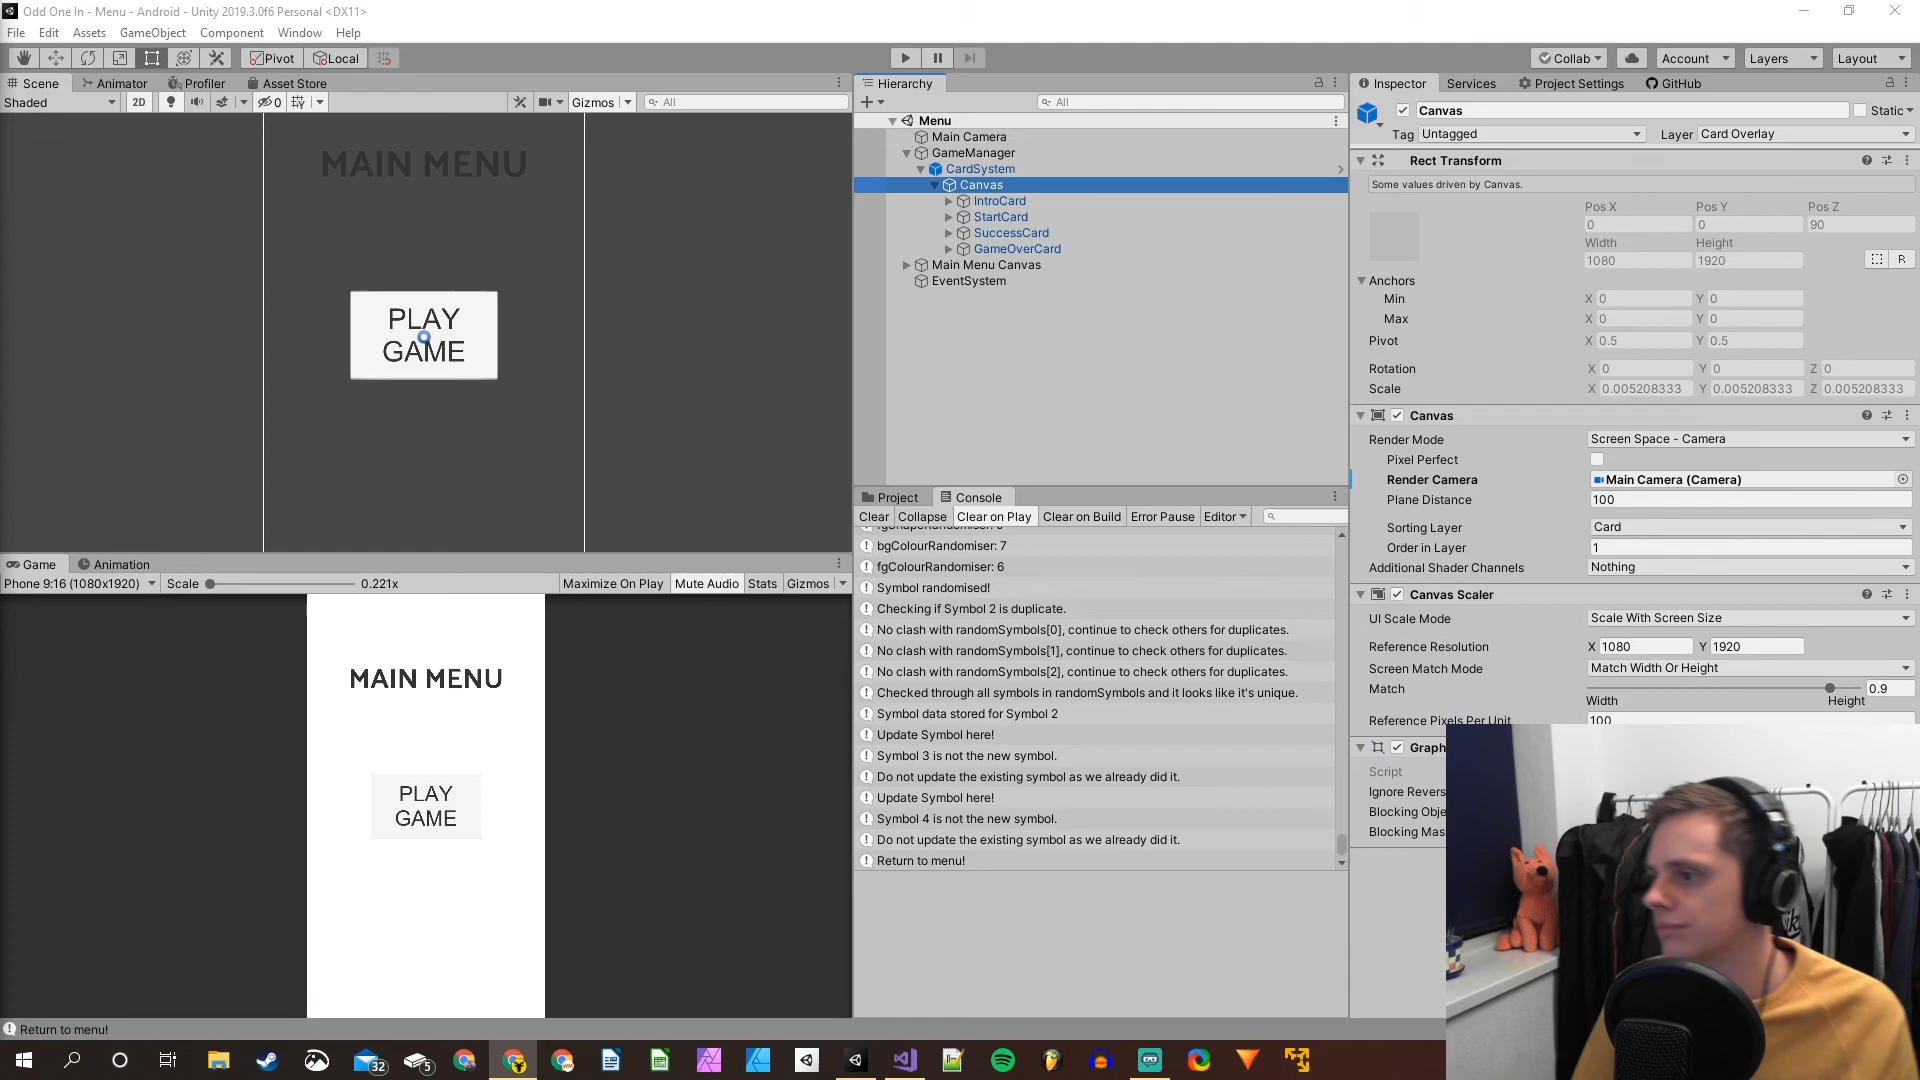 Odd One In - Menu - Android - Unity 2019.3.0f6 Personal <DX11>
File Edit Assets GameObject Component Window Help
Pivot Local Collab Account Layers Layout
Scene Animator Profiler Asset Store
Shaded 2D 0 Gizmos All
MAIN MENU
PLAY
GAME
Game Animation
Phone 9:16 (1080x1920) Scale 0.221x Maximize On Play Mute Audio Stats Gizmos
MAIN MENU
PLAY
GAME
Return to menu!
Hierarchy
All
Menu
Main Camera
GameManager
CardSystem
Canvas
IntroCard
StartCard
SuccessCard
GameOverCard
Main Menu Canvas
EventSystem
Project Console
Clear Collapse Clear on Play Clear on Build Error Pause Editor
bgColourRandomiser: 7
fgColourRandomiser: 6
Symbol randomised!
Checking if Symbol 2 is duplicate.
No clash with randomSymbols[0], continue to check others for duplicates.
No clash with randomSymbols[1], continue to check others for duplicates.
No clash with randomSymbols[2], continue to check others for duplicates.
Checked through all symbols in randomSymbols and it looks like it's unique.
Symbol data stored for Symbol 2
Update Symbol here!
Symbol 3 is not the new symbol.
Do not update the existing symbol as we already did it.
Update Symbol here!
Symbol 4 is not the new symbol.
Do not update the existing symbol as we already did it.
Return to menu!
Inspector Services Project Settings GitHub
Canvas Static
Tag Untagged Layer Card Overlay
Rect Transform
Some values driven by Canvas.
Pos X Pos Y Pos Z
0 0 90
Width Height
1080 1920 R
Anchors
Min X 0 Y 0
Max X 0 Y 0
Pivot X 0.5 Y 0.5
Rotation X 0 Y 0 Z 0
Scale X 0.005208333 Y 0.005208333 Z 0.005208333
Canvas
Render Mode Screen Space - Camera
Pixel Perfect
Render Camera Main Camera (Camera)
Plane Distance 100
Sorting Layer Card
Order in Layer 1
Additional Shader Channels Nothing
Canvas Scaler
UI Scale Mode Scale With Screen Size
Reference Resolution X 1080 Y 1920
Screen Match Mode Match Width Or Height
Match 0.9
Width Height
Reference Pixels Per Unit 100
Graph
Script
Ignore Revers
Blocking Obje
Blocking Mas
32 5